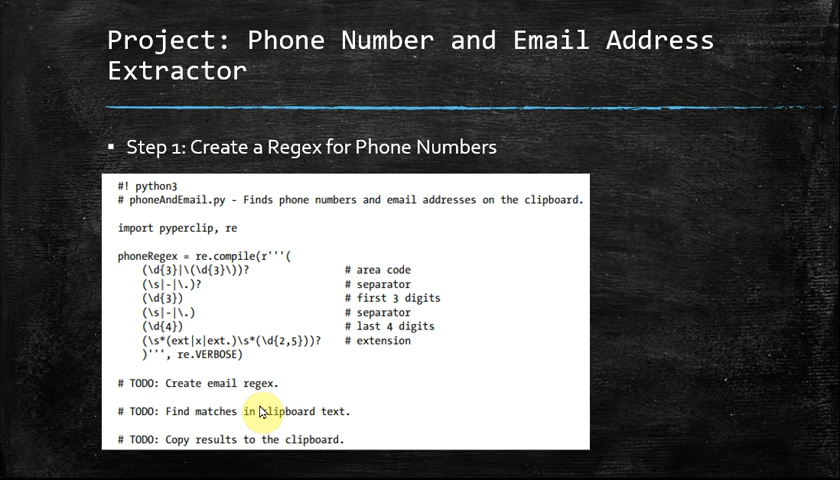 Project: Phone Number and Email Address
Extractor
▪ Step 1: Create a Regex for Phone Numbers
#! python3
# phoneAndEmail.py - Finds phone numbers and email addresses on the clipboard.
import pyperclip, re
phoneRegex = re.compile(r'''(
(\d{3}|\(\d{3}\))? # area code
(\s|-|\.)? # separator
(\d{3}) # first 3 digits
(\s|-|\.) # separator
(\d{4}) # last 4 digits
(\s*(ext|x|ext.)\s*(\d{2,5}))? # extension
)''', re.VERBOSE)
# TODO: Create email regex.
# TODO: Find matches in clipboard text.
# TODO: Copy results to the clipboard.